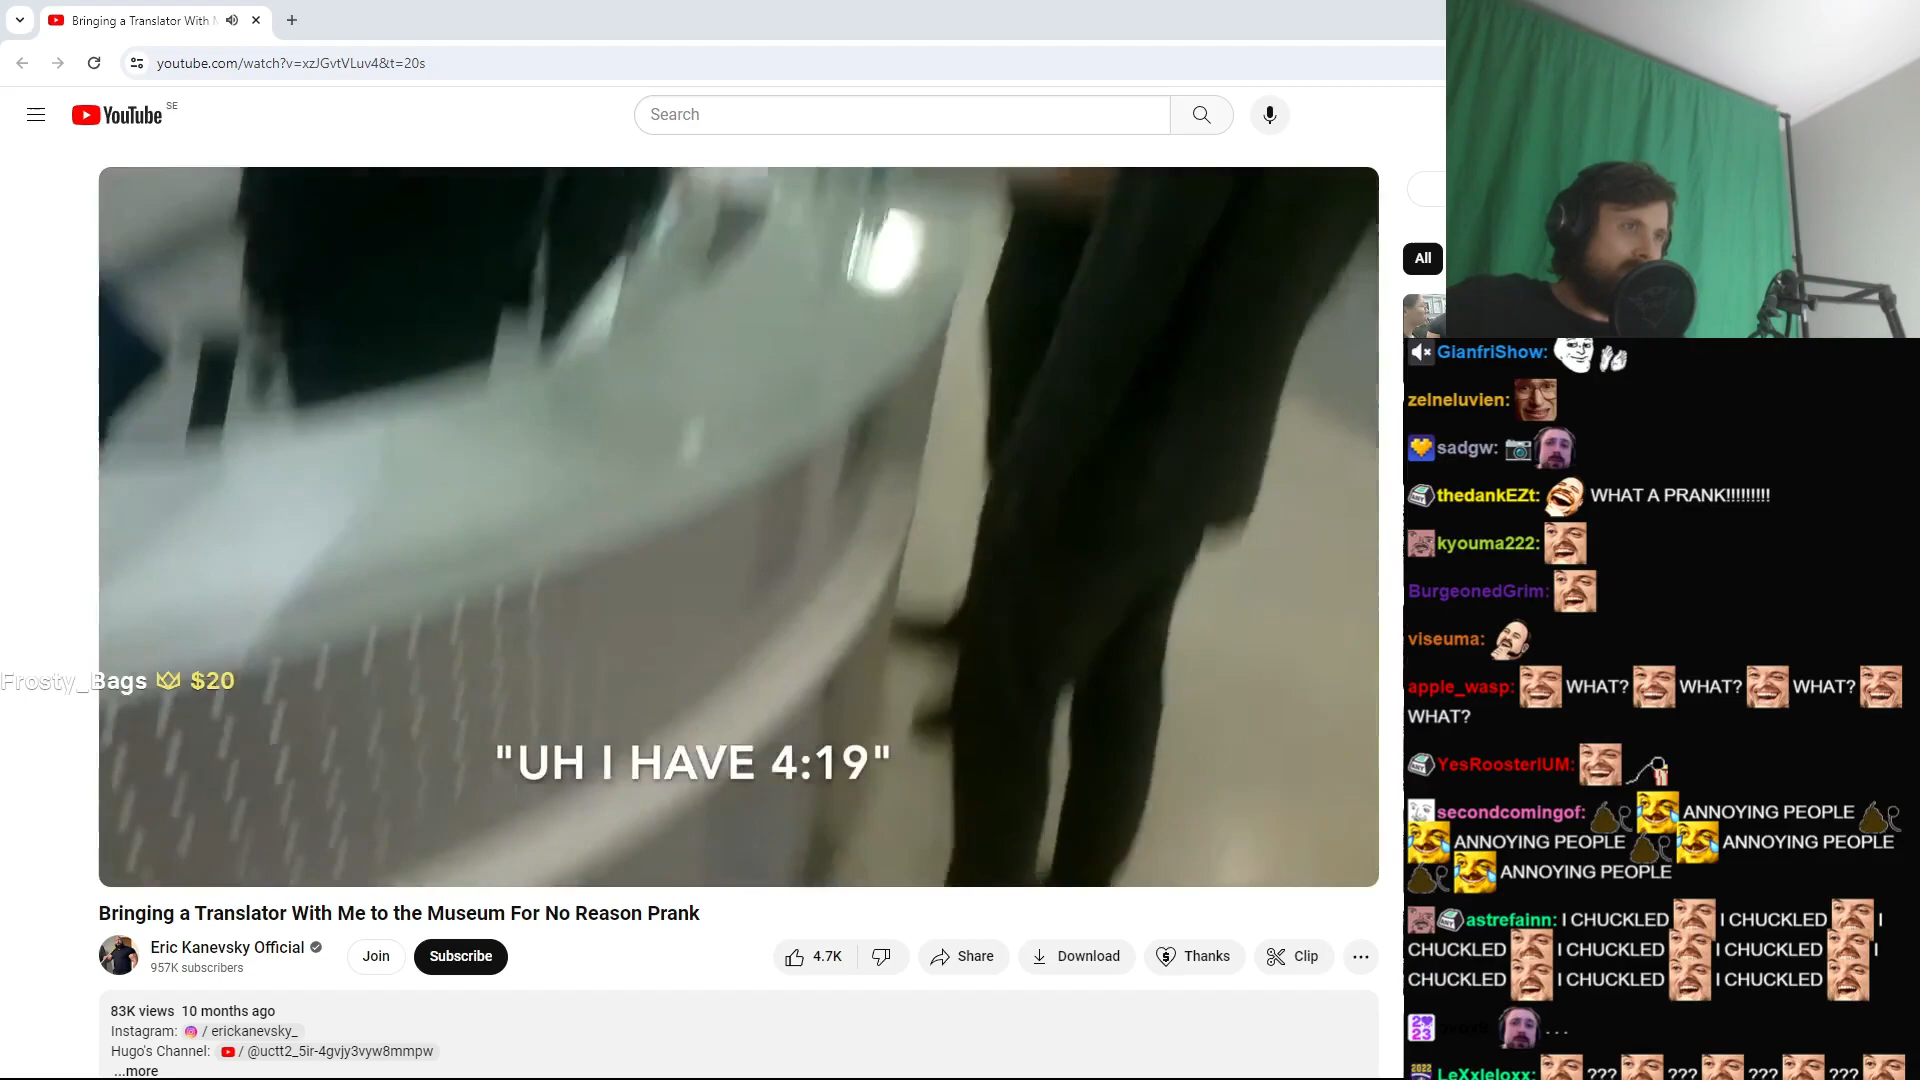 Bringing a Translator With M
youtube.com/watch?v=xzJGvtVLuv4&t=20s
YouTube SE
Search
All
"UH I HAVE 4:19"
Frosty_Bags $20
Bringing a Translator With Me to the Museum For No Reason Prank
Eric Kanevsky Official
957K subscribers
Join
Subscribe
4.7K
Share
Download
Thanks
Clip
83K views 10 months ago
Instagram: / erickanevsky_
Hugo's Channel: / @uctt2_5ir-4gvjy3vyw8mmpw
...more
GianfriShow:
zelneluvien:
sadgw:
thedankEZt: WHAT A PRANK!!!!!!!!!
kyouma222:
BurgeonedGrim:
viseuma:
apple_wasp: WHAT? WHAT? WHAT?
WHAT?
YesRoosterIUM:
secondcomingof: ANNOYING PEOPLE
ANNOYING PEOPLE ANNOYING PEOPLE
ANNOYING PEOPLE
astrefainn: I CHUCKLED I CHUCKLED I
CHUCKLED I CHUCKLED I CHUCKLED I
CHUCKLED I CHUCKLED I CHUCKLED
...
LeXxleloxx: ??? ??? ??? ???